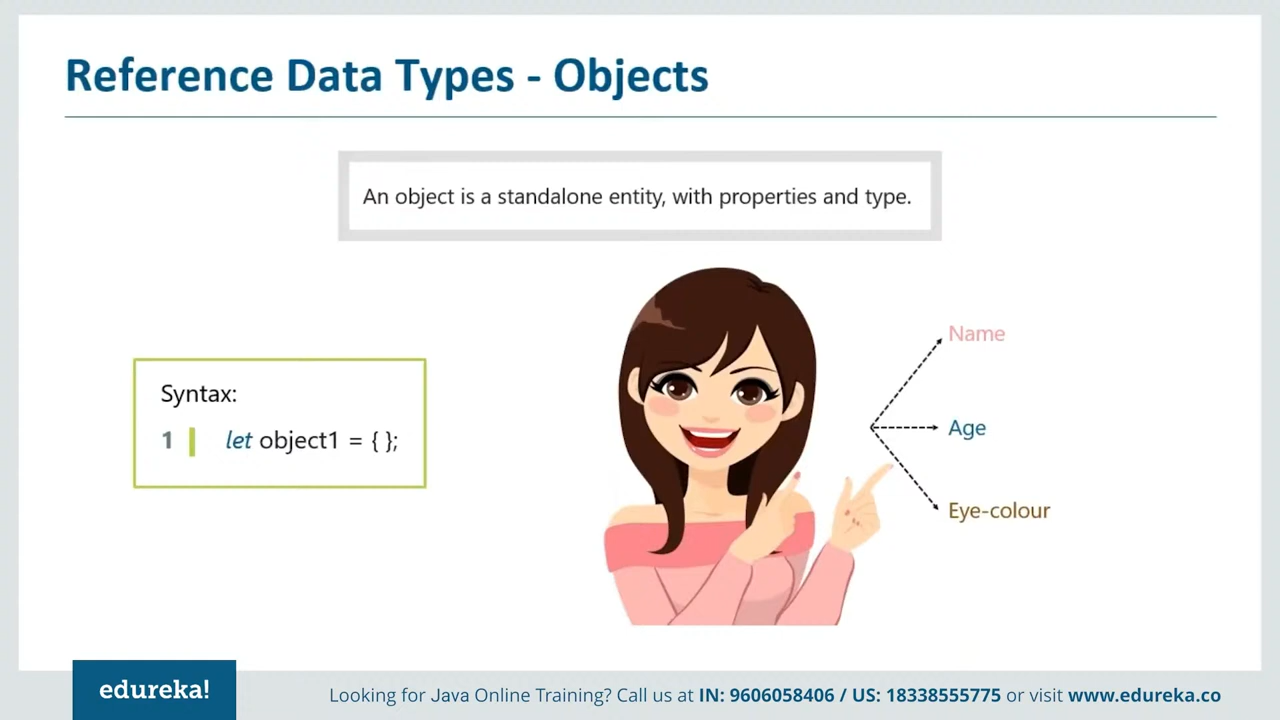 Reference Data Types - Objects
An object is a standalone entity, with properties and type.
Syntax:
1 let object1 = { };
Name
Age
Eye-colour
edureka!
Looking for Java Online Training? Call us at IN: 9606058406 / US: 18338555775 or visit www.edureka.co